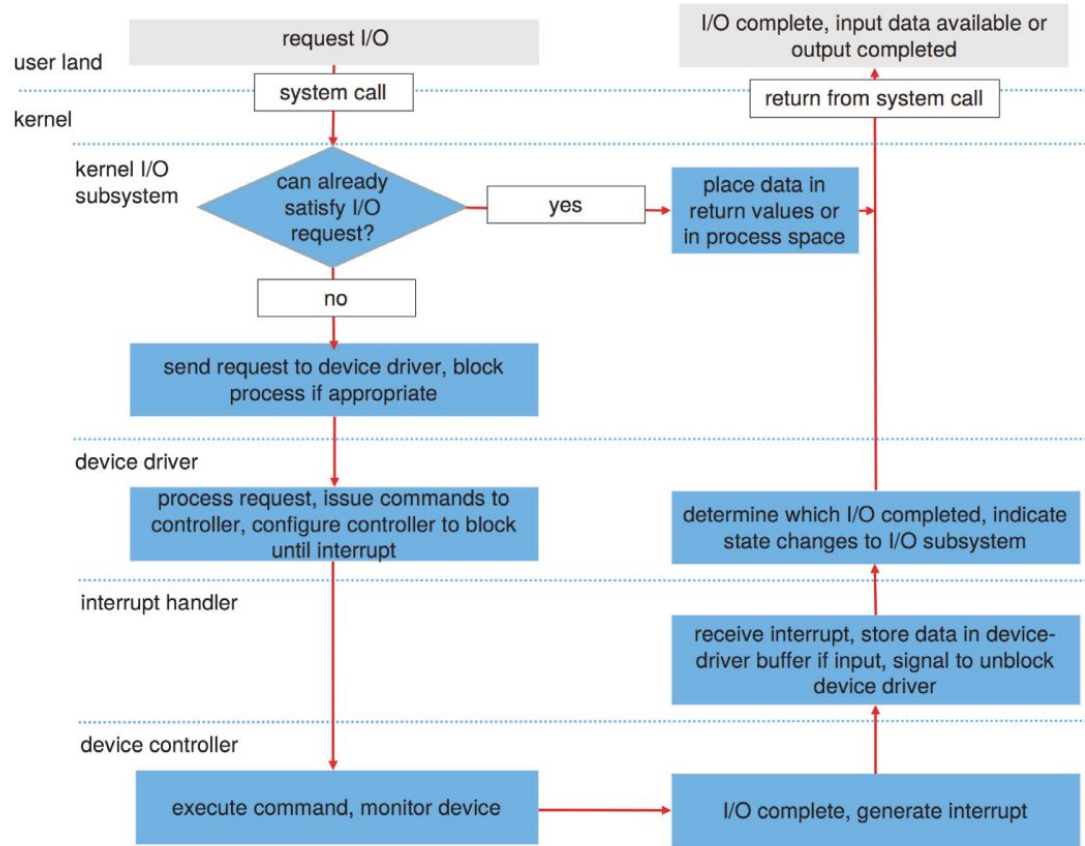 request I/O
I/O complete, input data available or
output completed
user land
system call
return from system call
kernel
kernel I/O
subsystem
can already
satisfy I/O
request?
yes
place data in
return values or
in process space
no
send request to device driver, block
process if appropriate
device driver
process request, issue commands to
controller, configure controller to block
until interrupt
determine which I/O completed, indicate
state changes to I/O subsystem
interrupt handler
receive interrupt, store data in device-
driver buffer if input, signal to unblock
device driver
device controller
execute command, monitor device
I/O complete, generate interrupt